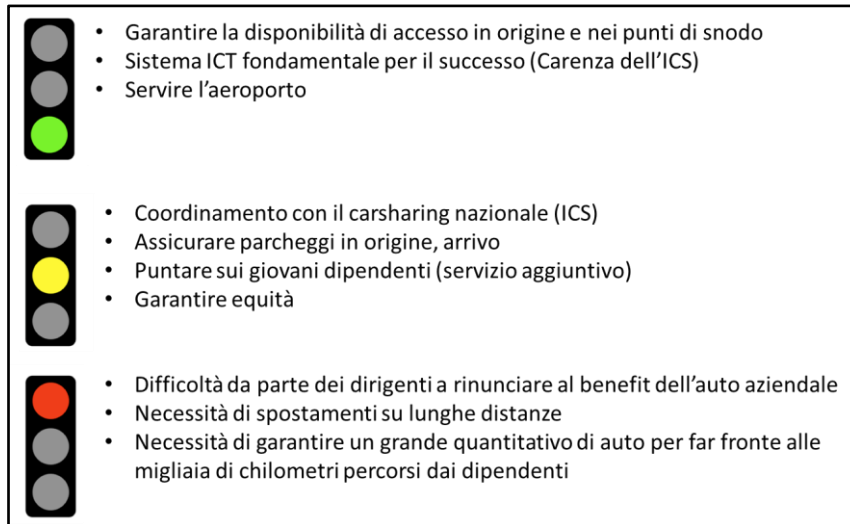 • Garantire la disponibilità di accesso in origine e nei punti di snodo
• Sistema ICT fondamentale per il successo (Carenza dell'ICS)
• Servire l'aeroporto
• Coordinamento con il carsharing nazionale (ICS)
• Assicurare parcheggi in origine, arrivo
• Puntare sui giovani dipendenti (servizio aggiuntivo)
• Garantire equità
• Difficoltà da parte dei dirigenti a rinunciare al benefit dell'auto aziendale
• Necessità di spostamenti su lunghe distanze
• Necessità di garantire un grande quantitativo di auto per far fronte alle
migliaia di chilometri percorsi dai dipendenti